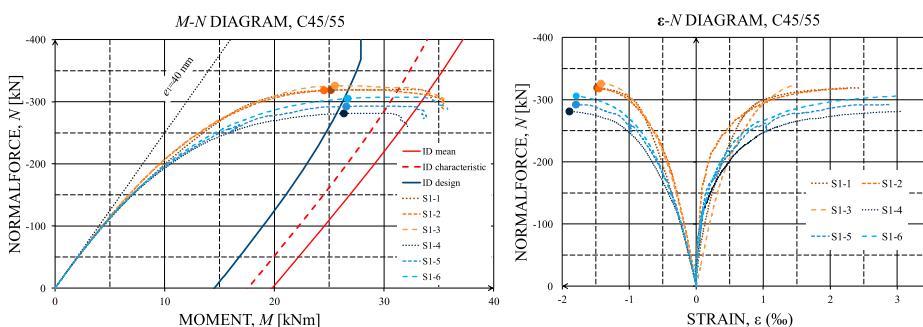 M-N DIAGRAM, C45/55
-400
-300
-200
-100
0
0
10
20
30
40
NORMALFORCE, N [kN]
MOMENT, M [kNm]
e₁=40 mm
ID mean
ID characteristic
ID design
S1-1
S1-2
S1-3
S1-4
S1-5
S1-6
ε-N DIAGRAM, C45/55
-400
-300
-200
-100
0
-2
-1
0
1
2
3
NORMALFORCE, N [kN]
STRAIN, ε (‰)
S1-1 S1-2
S1-3 S1-4
S1-5 S1-6